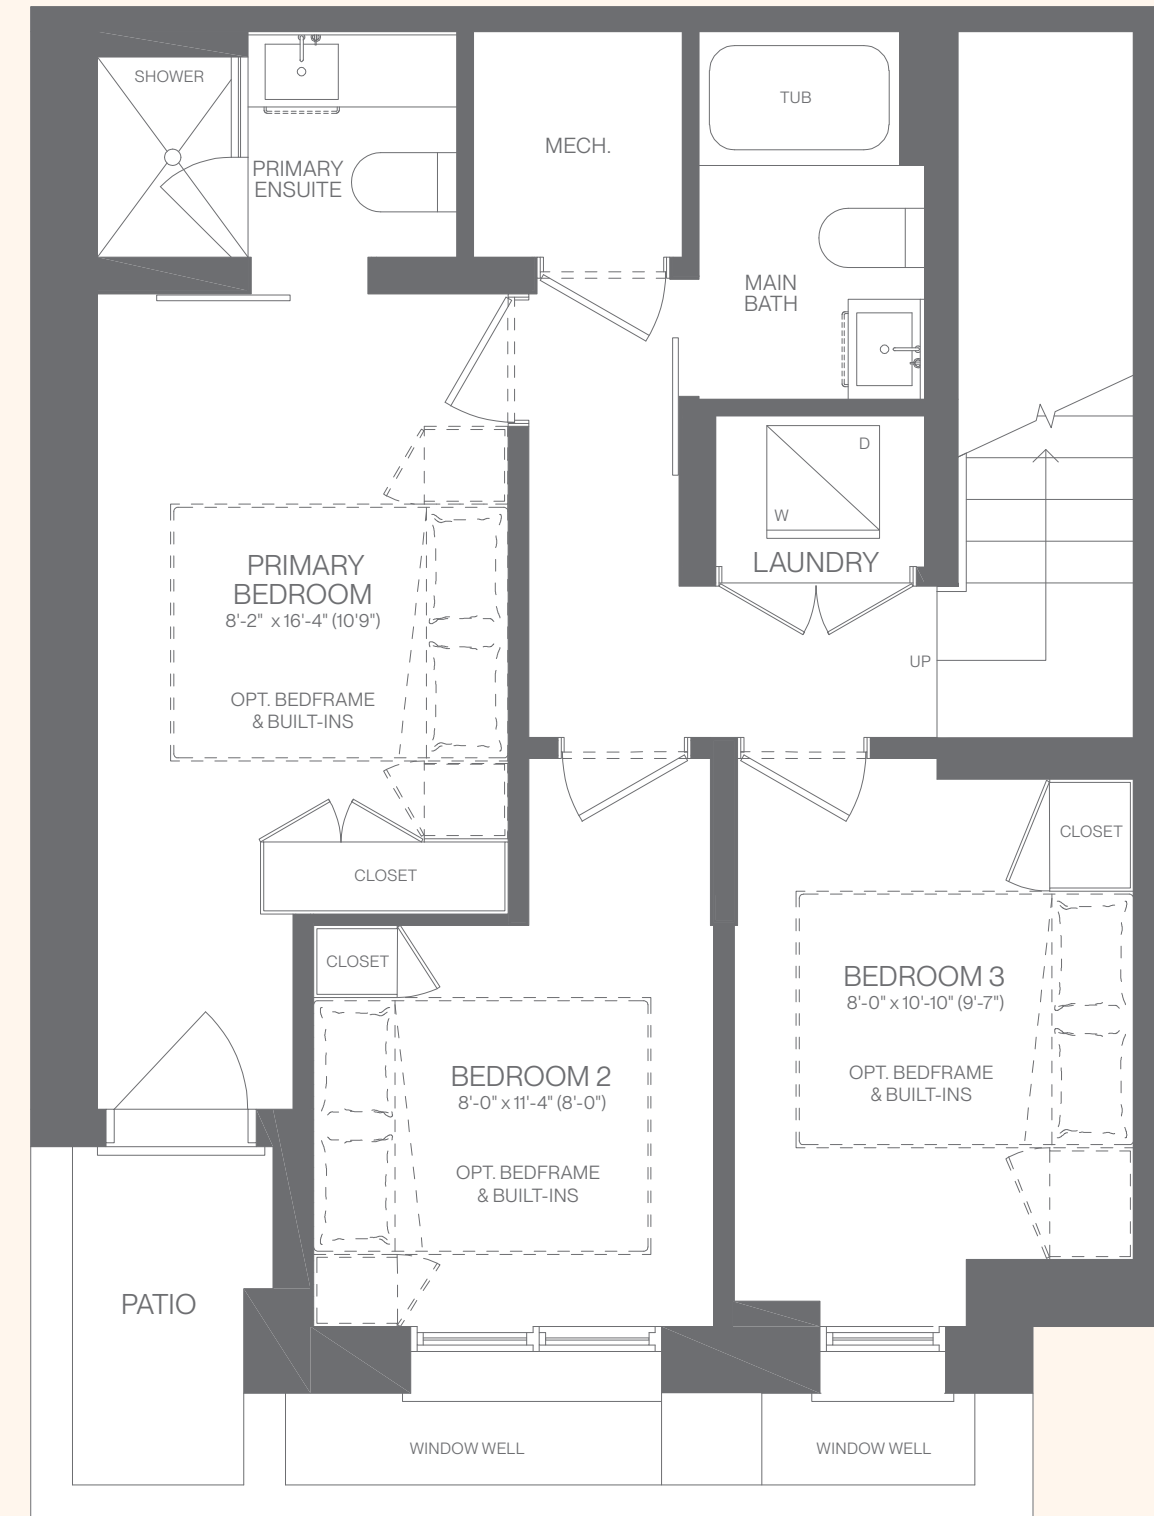 SHOWER
PRIMARY
ENSUITE
MECH.
TUB
MAIN
BATH
D
W
LAUNDRY
UP
PRIMARY
BEDROOM
8'-2" x 16'-4" (10'9")
OPT. BEDFRAME
& BUILT-INS
CLOSET
CLOSET
CLOSET
BEDROOM 2
8'-0" x 11'-4" (8'-0")
OPT. BEDFRAME
& BUILT-INS
BEDROOM 3
8'-0" x 10'-10" (9'-7")
OPT. BEDFRAME
& BUILT-INS
PATIO
WINDOW WELL
WINDOW WELL